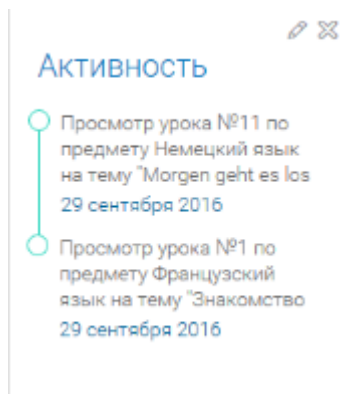 Активность
Просмотр урока №11 по
предмету Немецкий язык
на тему "Morgen geht es los
29 сентября 2016
Просмотр урока №1 по
предмету Французский
язык на тему "Знакомство
29 сентября 2016